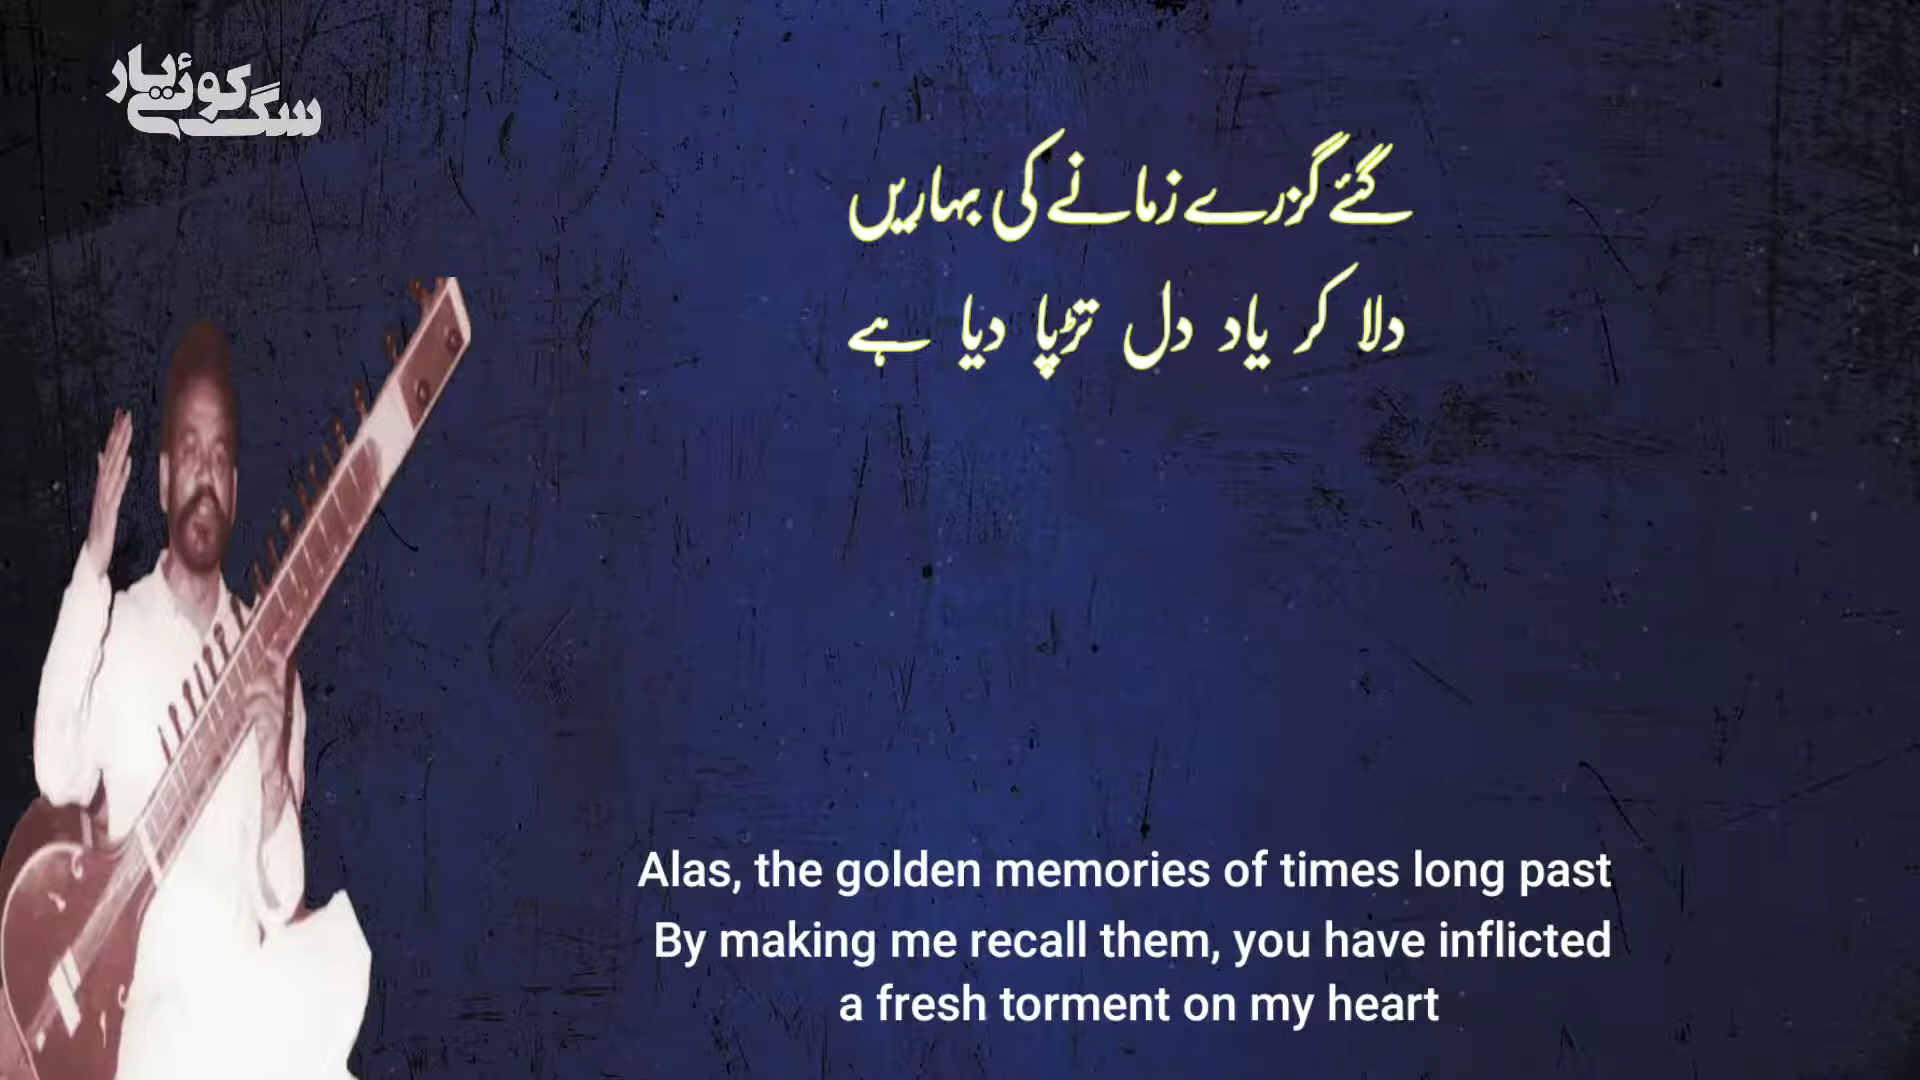 سگ کوئے یار
گئے گزرے زمانے کی بہاریں
دلا کر یاد دل تڑپا دیا ہے
Alas, the golden memories of times long past
By making me recall them, you have inflicted
a fresh torment on my heart